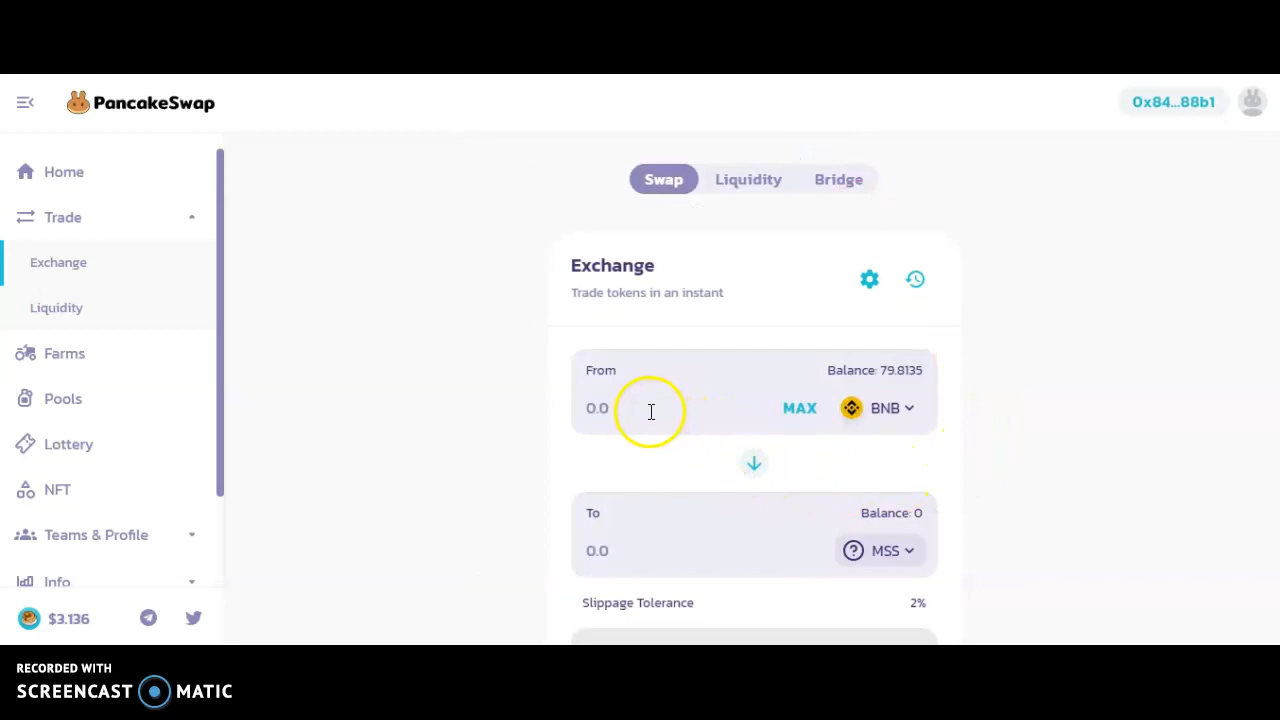 PancakeSwap
0x84...88b1
Home
Trade
Exchange
Liquidity
Farms
Pools
Lottery
NFT
Teams & Profile
Info
$3.136
Swap Liquidity Bridge
Exchange
Trade tokens in an instant
From Balance: 79.8135
0.0 MAX BNB
To Balance: 0
0.0 MSS
Slippage Tolerance 2%
RECORDED WITH
SCREENCAST MATIC